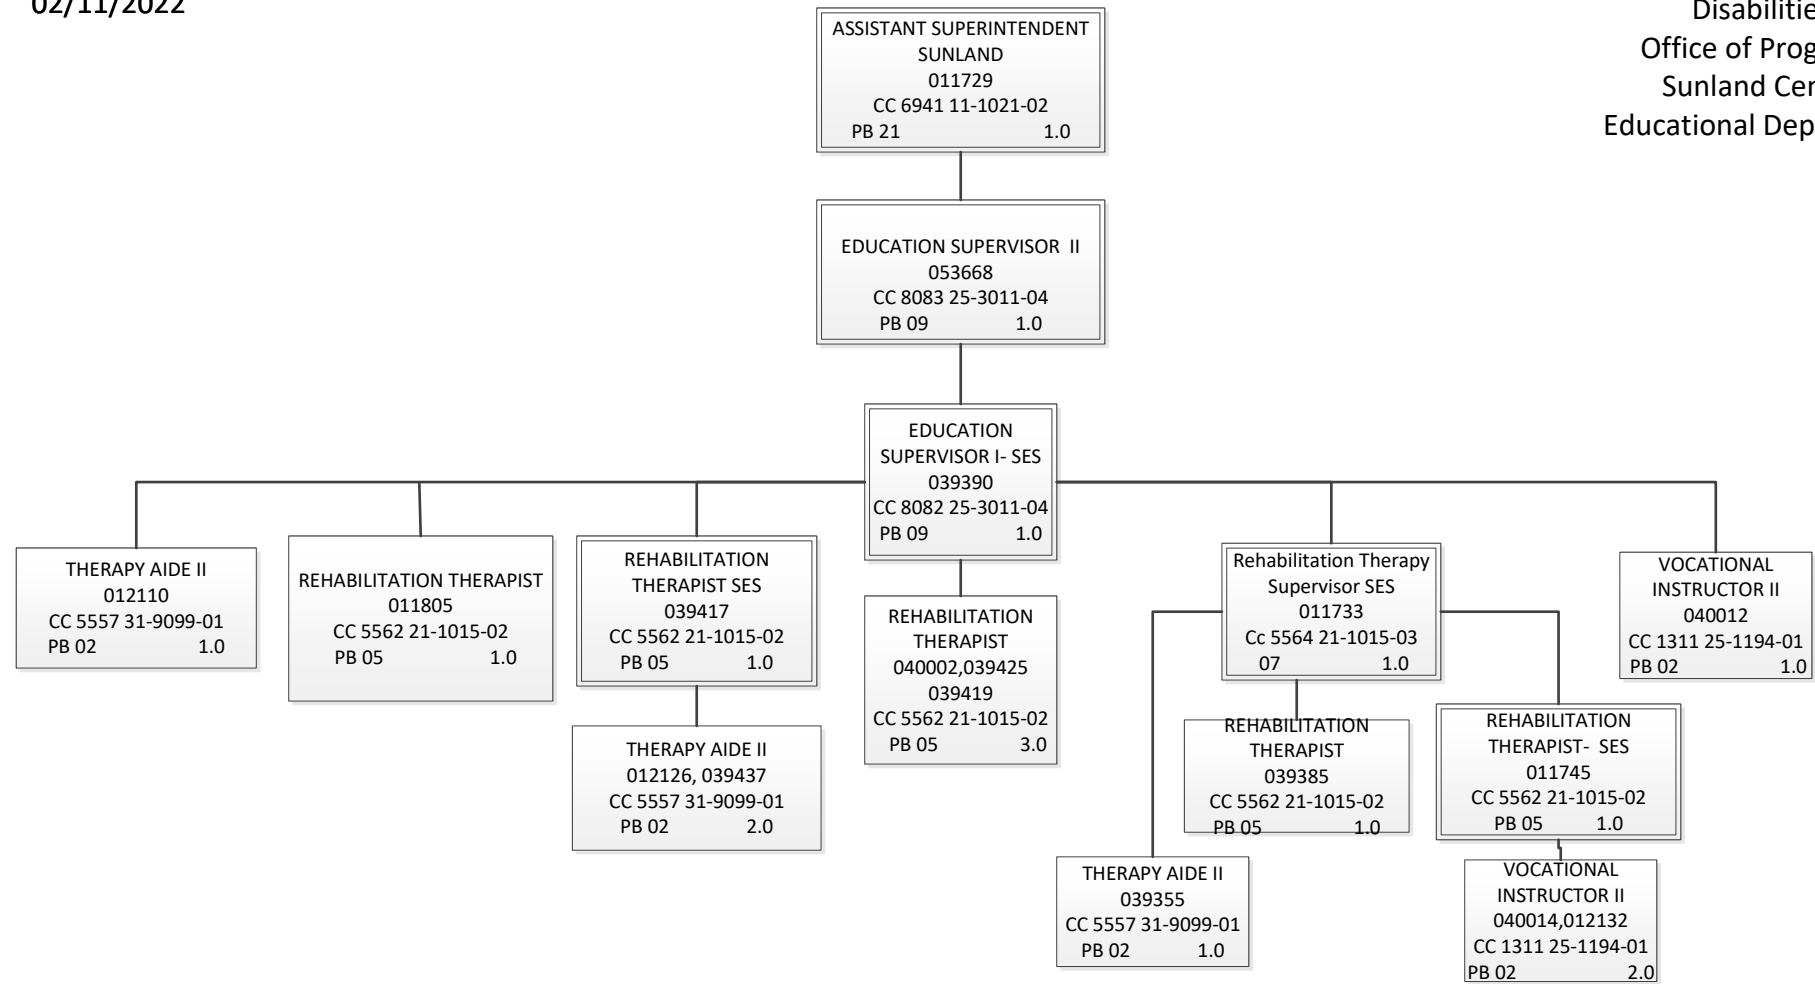 02/11/2022
Office of
Sunland
Educational
ASSISTANT SUPERINTENDENT
SUNLAND
011729
CC 6941 11-1021-02
PB 21 1.0
EDUCATION SUPERVISOR II
053668
CC 8083 25-3011-04
PB 09 1.0
EDUCATION
SUPERVISOR I- SES
039390
CC 8082 25-3011-04
PB 09 1.0
THERAPY AIDE II
012110
CC 5557 31-9099-01
PB 02 1.0
REHABILITATION THERAPIST
011805
CC 5562 21-1015-02
PB 05 1.0
REHABILITATION
THERAPIST SES
039417
CC 5562 21-1015-02
PB 05 1.0
THERAPY AIDE II
012126, 039437
CC 5557 31-9099-01
PB 02 2.0
REHABILITATION
THERAPIST
040002,039425
039419
CC 5562 21-1015-02
PB 05 3.0
Rehabilitation Therapy
Supervisor SES
011733
Cc 5564 21-1015-03
07 1.0
VOCATIONAL
INSTRUCTOR II
040012
CC 1311 25-1194-01
PB 02 1.0
REHABILITATION
THERAPIST
039385
CC 5562 21-1015-02
PB 05 1.0
REHABILITATION
THERAPIST- SES
011745
CC 5562 21-1015-02
PB 05 1.0
THERAPY AIDE II
039355
CC 5557 31-9099-01
PB 02 1.0
VOCATIONAL
INSTRUCTOR II
040014,012132
CC 1311 25-1194-01
PB 02 2.0